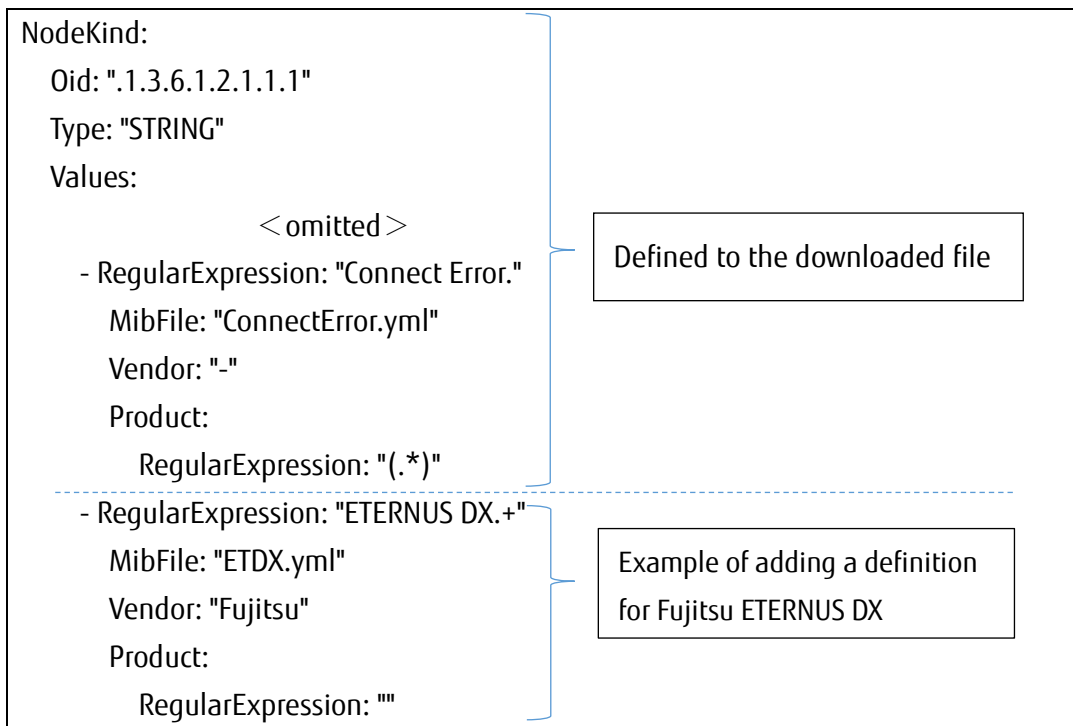 NodeKind:
Oid: ".1.3.6.1.2.1.1.1"
Type: "STRING"
Values:
＜omitted＞
- RegularExpression: "Connect Error."
MibFile: "ConnectError.yml"
Vendor: "-"
Product:
RegularExpression: "(.*)"
Defined to the downloaded file
- RegularExpression: "ETERNUS DX.+"
MibFile: "ETDX.yml"
Vendor: "Fujitsu"
Product:
RegularExpression: ""
Example of adding a definition
for Fujitsu ETERNUS DX